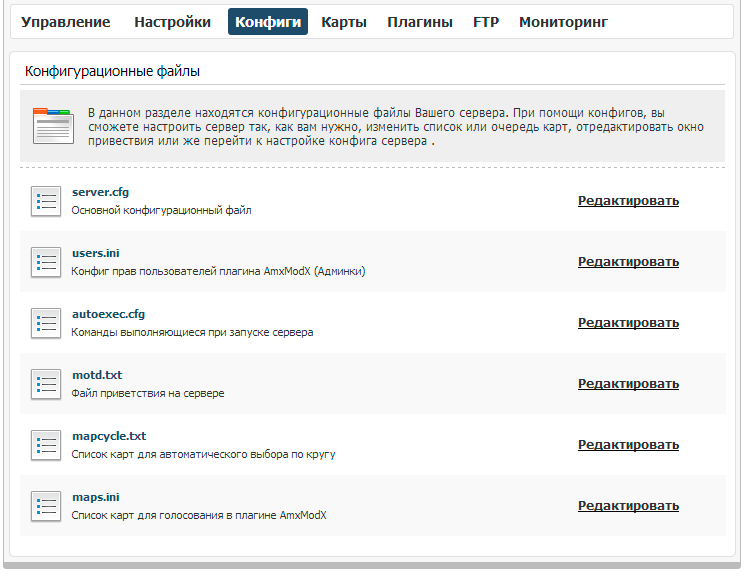 Управление Настройки Конфиги Карты Плагины FTP Мониторинг
Конфигурационные файлы
В данном разделе находятся конфигурационные файлы Вашего сервера. При помощи конфигов, вы
сможете настроить сервер так, как вам нужно, изменить список или очередь карт, отредактировать окно
привествия или же перейти к настройке конфига сервера .
server.cfg
Основной конфигурационный файл
Редактировать
users.ini
Конфиг прав пользователей плагина AmxModX (Админки)
Редактировать
autoexec.cfg
Команды выполняющиеся при запуске сервера
Редактировать
motd.txt
Файл приветствия на сервере
Редактировать
mapcycle.txt
Список карт для автоматического выбора по кругу
Редактировать
maps.ini
Список карт для голосования в плагине AmxModX
Редактировать